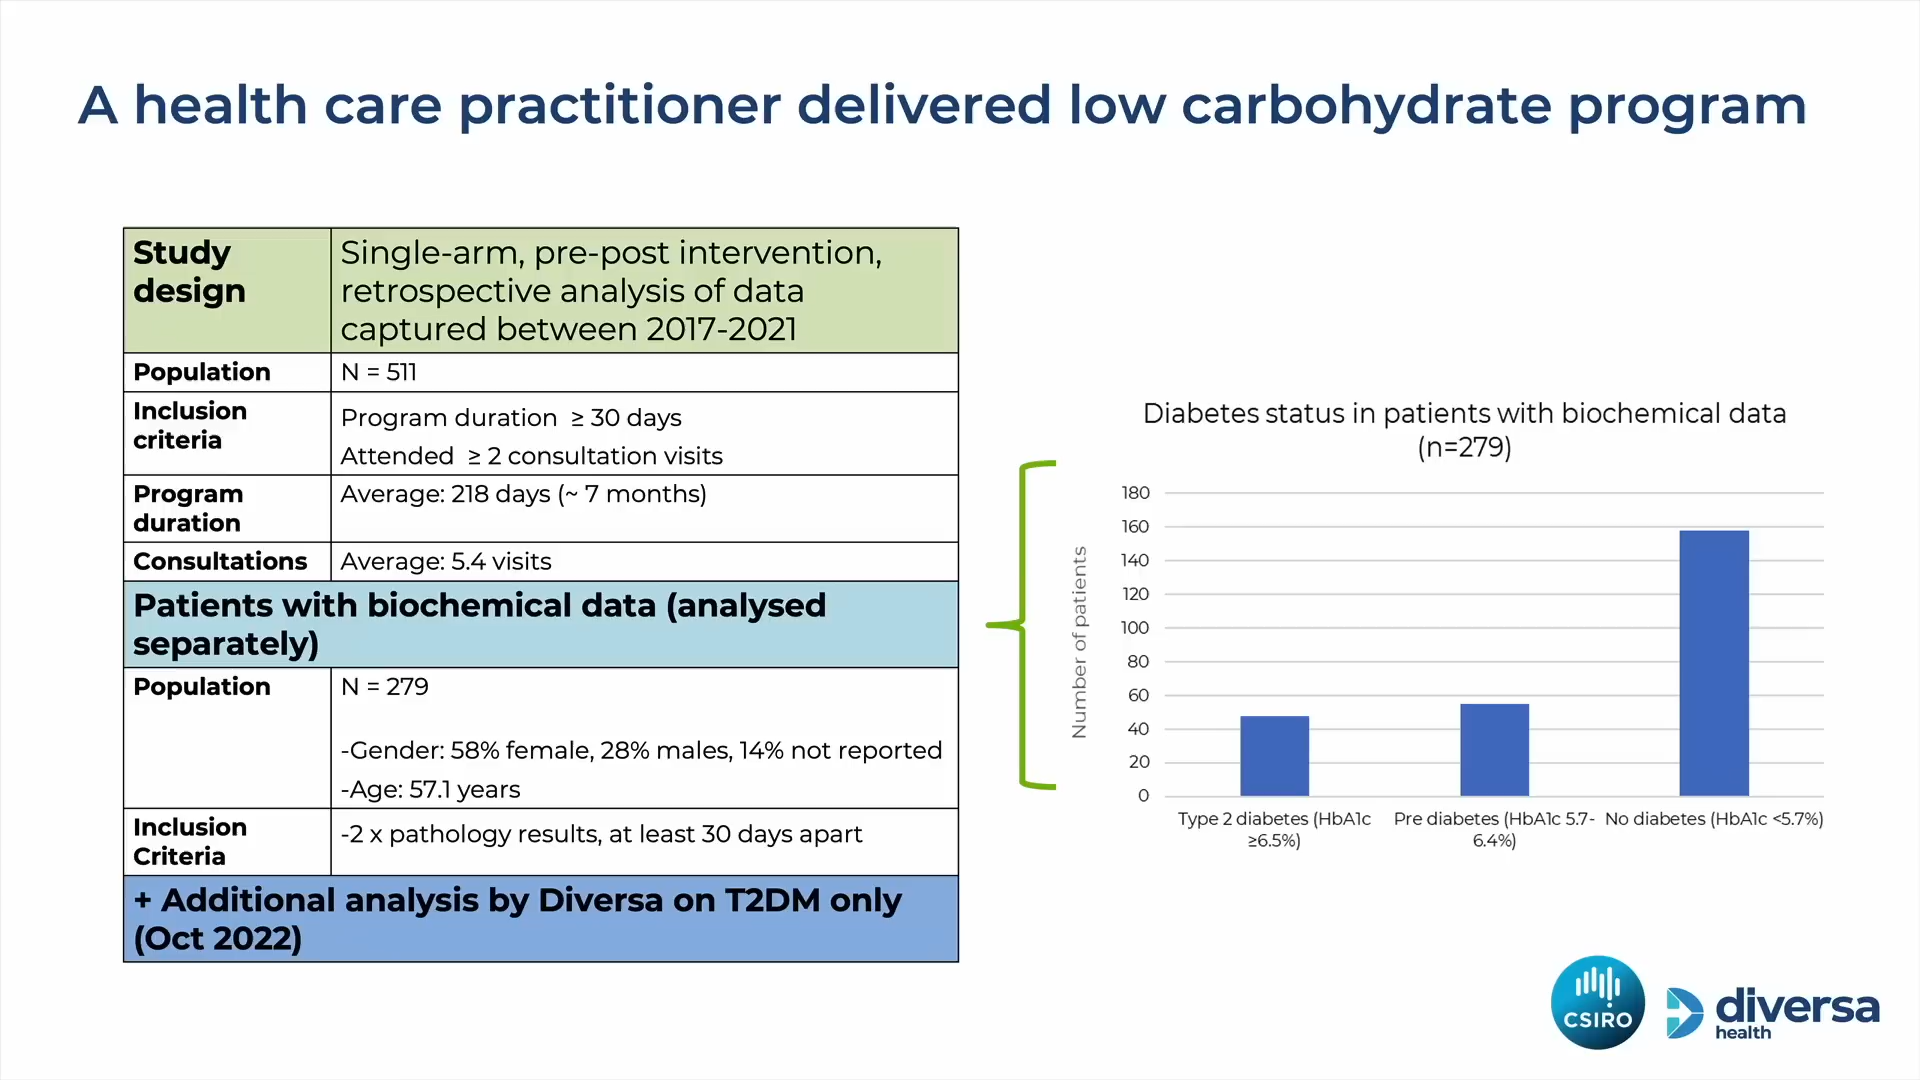 A health care practitioner delivered low carbohydrate program
Study
design
Single-arm, pre-post intervention,
retrospective analysis of data
captured between 2017-2021
Population
N = 511
Inclusion
criteria
Program duration ≥ 30 days
Attended ≥ 2 consultation visits
Program
duration
Average: 218 days (~ 7 months)
Consultations
Average: 5.4 visits
Patients with biochemical data (analysed
separately)
Population
N = 279
-Gender: 58% female, 28% males, 14% not reported
-Age: 57.1 years
Inclusion
Criteria
-2 x pathology results, at least 30 days apart
+ Additional analysis by Diversa on T2DM only
(Oct 2022)
Diabetes status in patients with biochemical data
(n=279)
Number of patients
180
160
140
120
100
80
60
40
20
0
Type 2 diabetes (HbA1c
≥6.5%)
Pre diabetes (HbA1c 5.7-
6.4%)
No diabetes (HbA1c <5.7%)
CSIRO
diversa
health